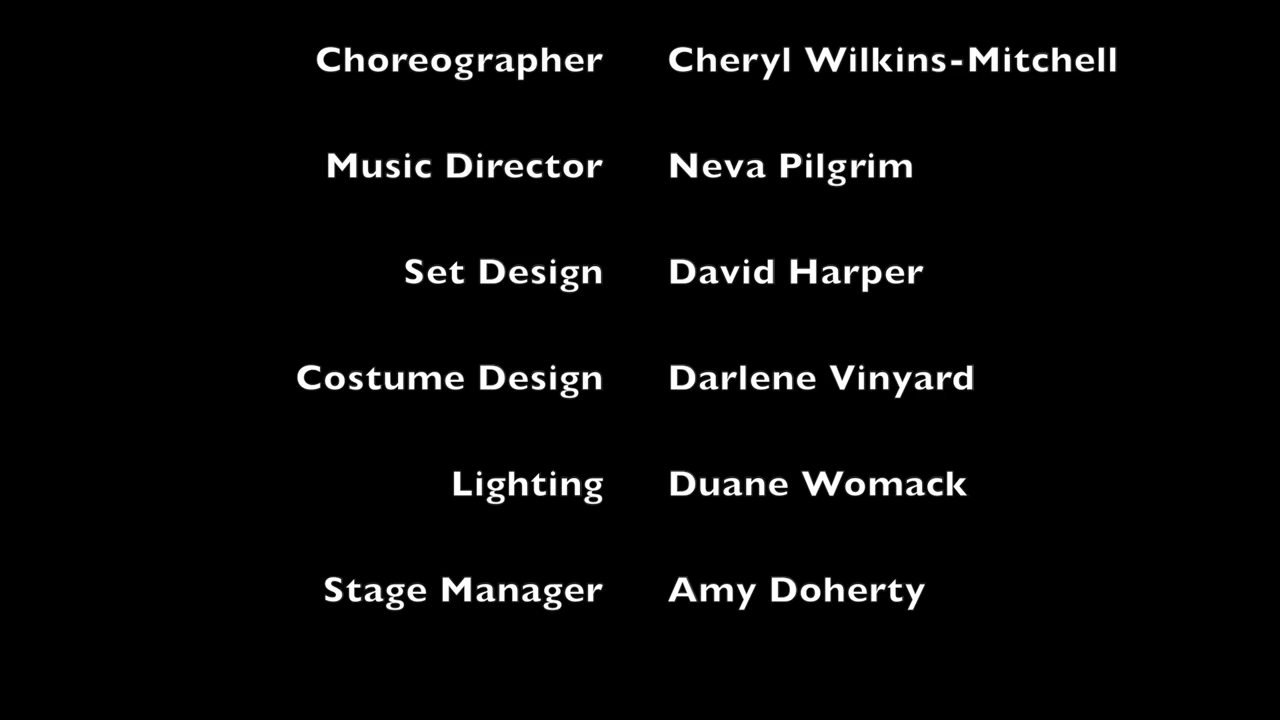 Choreographer Cheryl Wilkins-Mitchell
Music Director Neva Pilgrim
Set Design David Harper
Costume Design Darlene Vinyard
Lighting Duane Womack
Stage Manager Amy Doherty